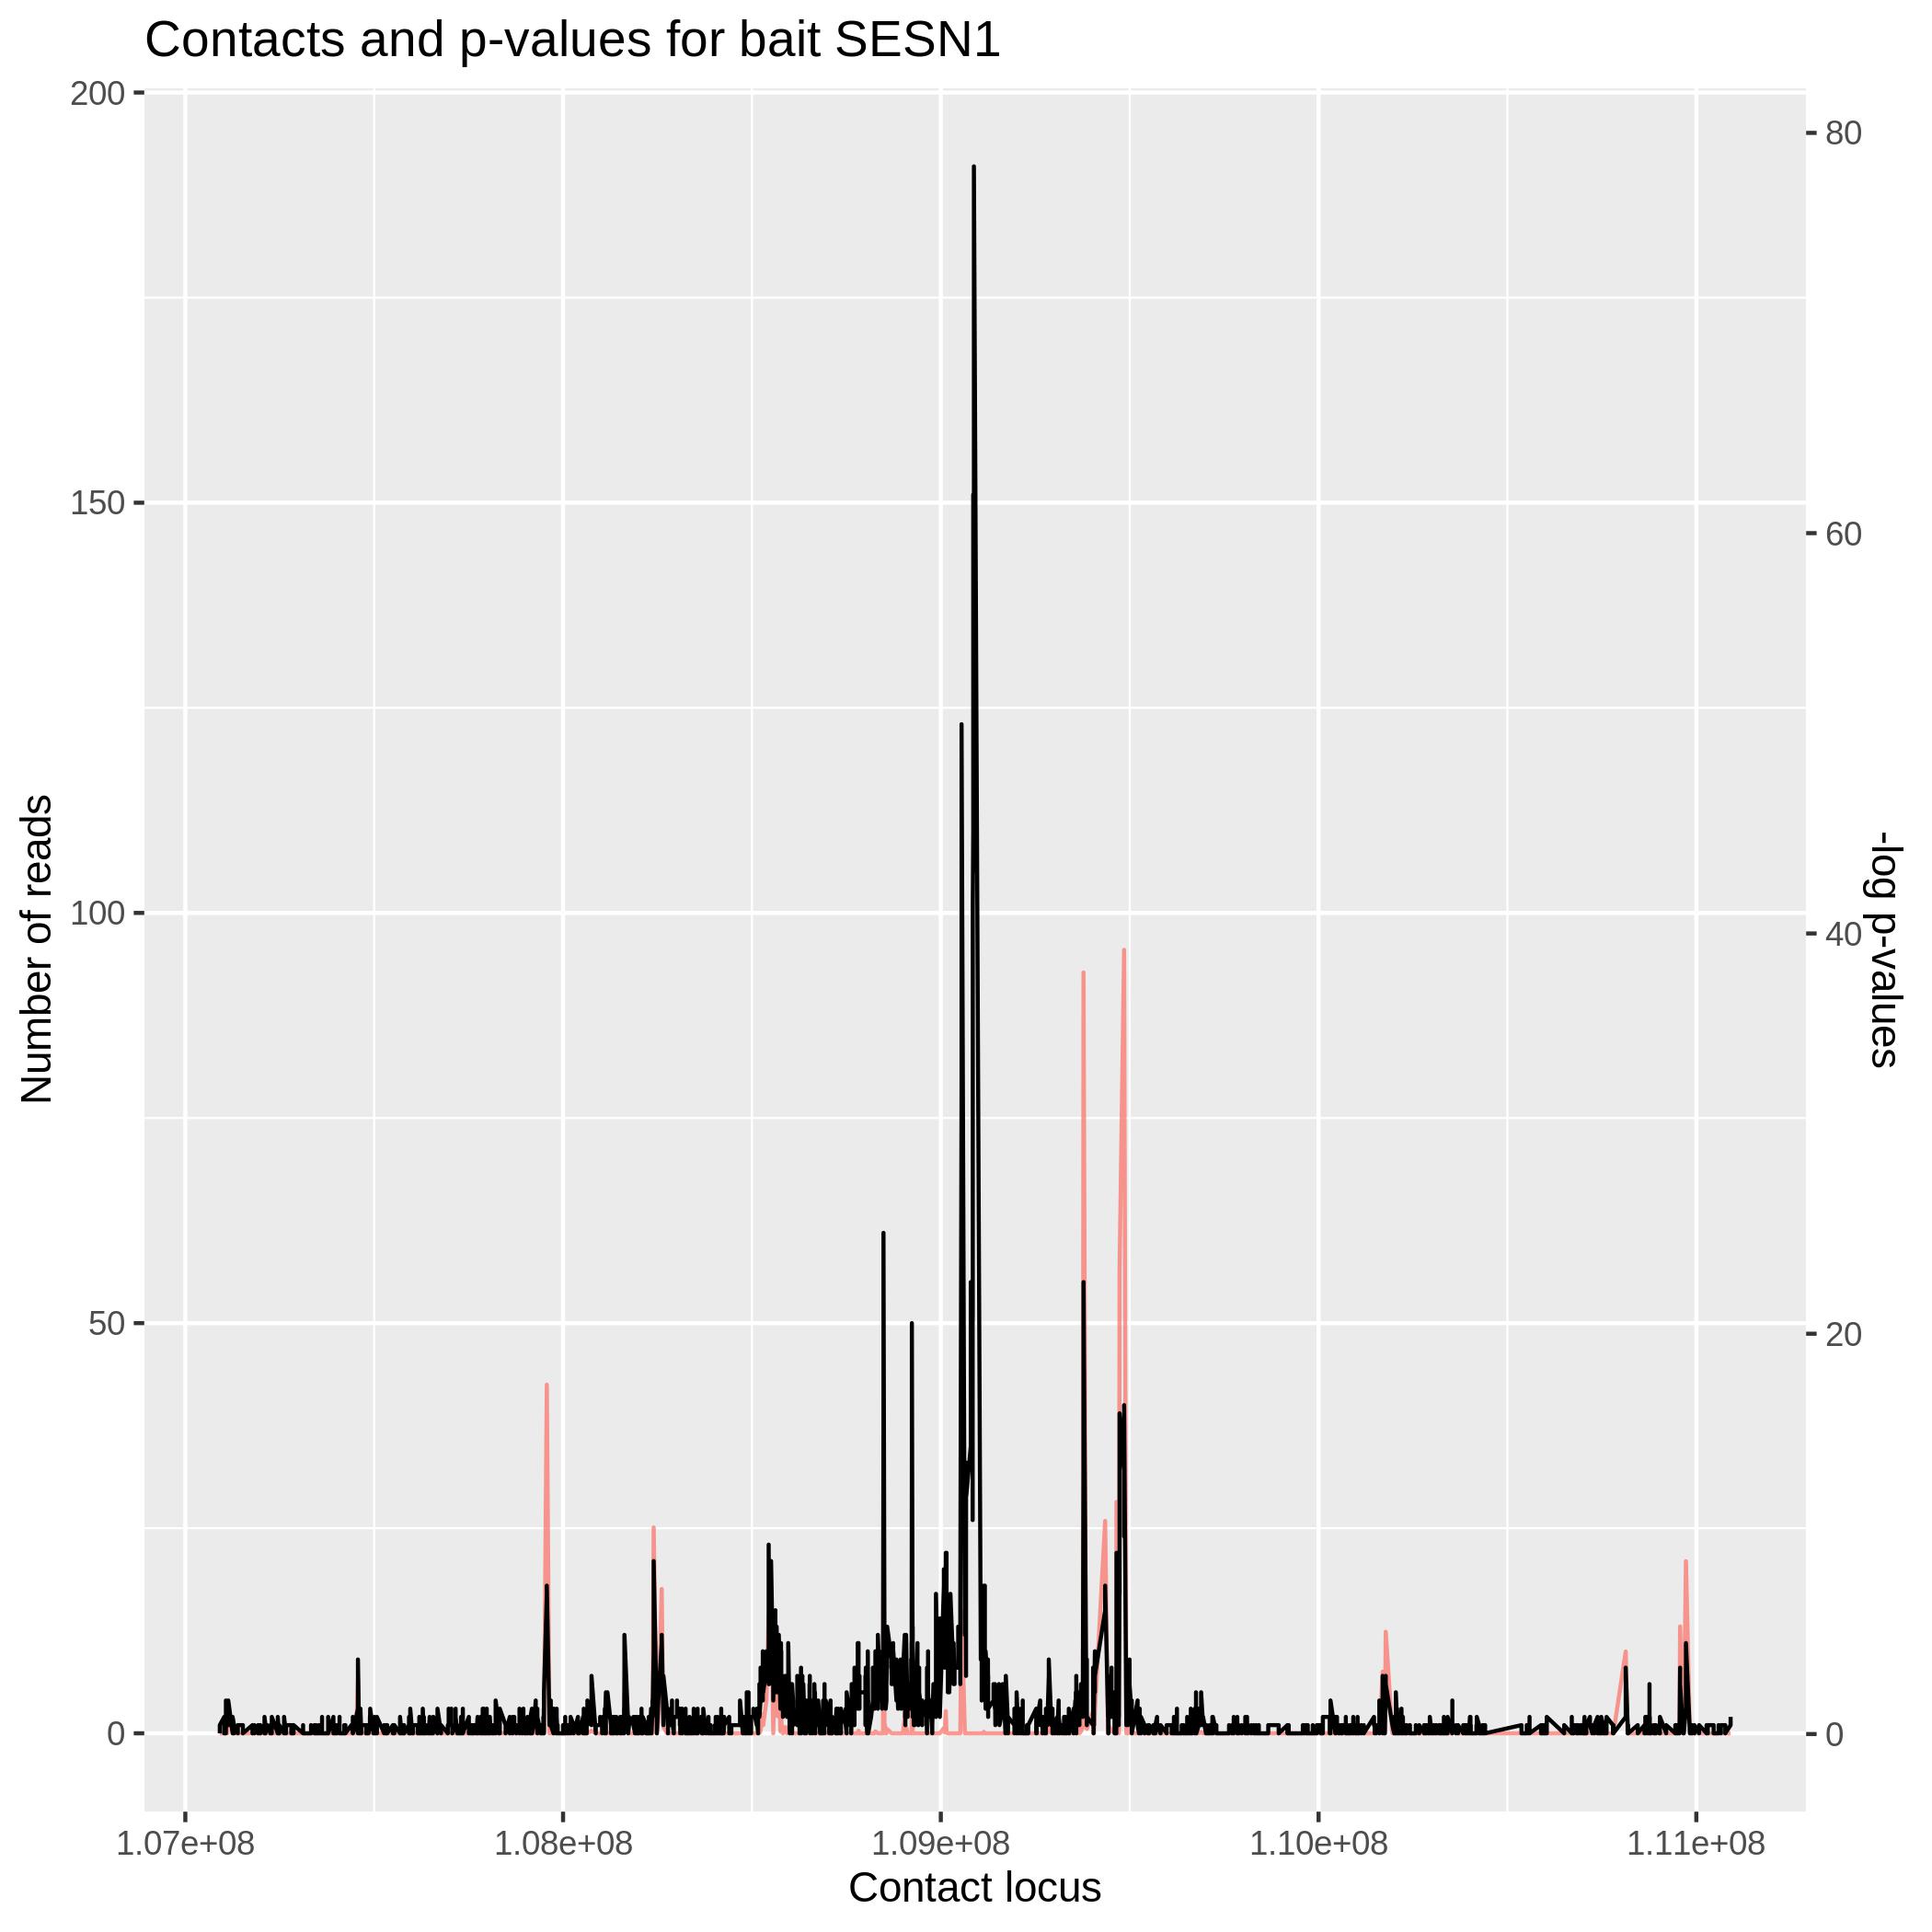 Contacts and p-values for bait SESN1
200
150
100
50
0
80
60
40
20
0
Number of reads
-log p-values
1.07e+08
1.08e+08
1.09e+08
1.10e+08
1.11e+08
Contact locus